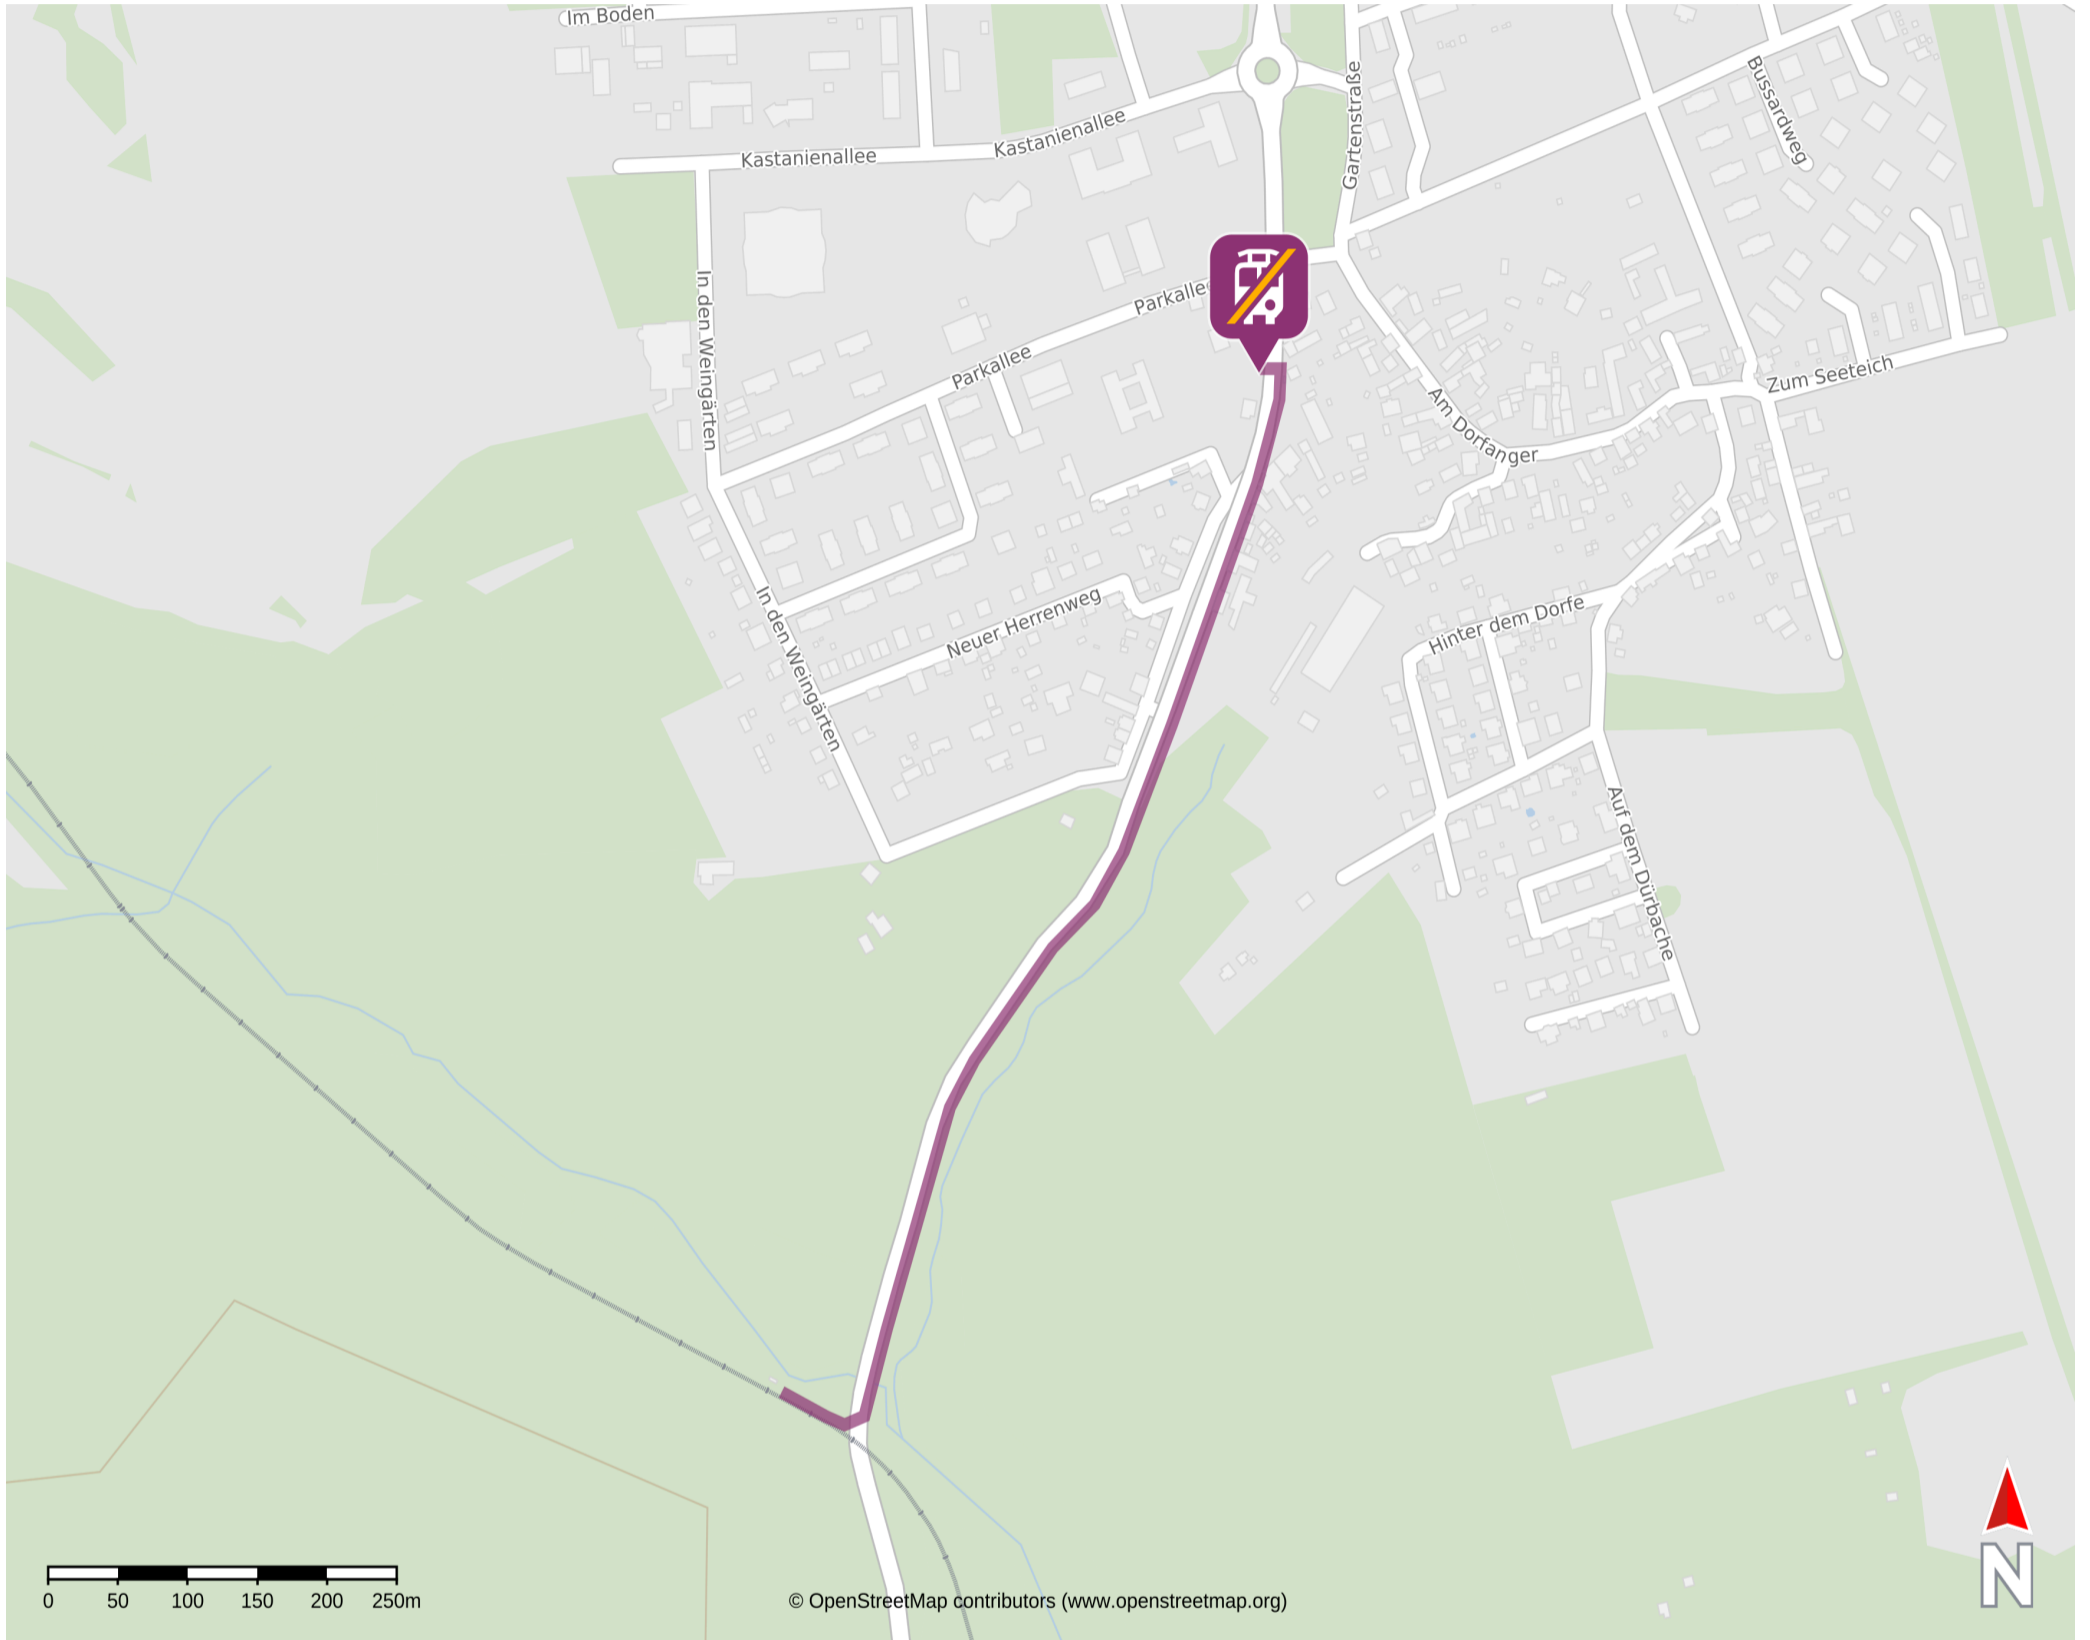 Im Boden
Kastanienallee
Kastanienallee
Gartenstraße
Bussardweg
In den Weingärten
Parkallee
Parkallee
Am Dorfanger
Zum Seeteich
In den Weingärten
Neuer Herrenweg
Hinter dem Dorfe
Auf dem Dürbache
0 50 100 150 200 250m
© OpenStreetMap contributors (www.openstreetmap.org)
N